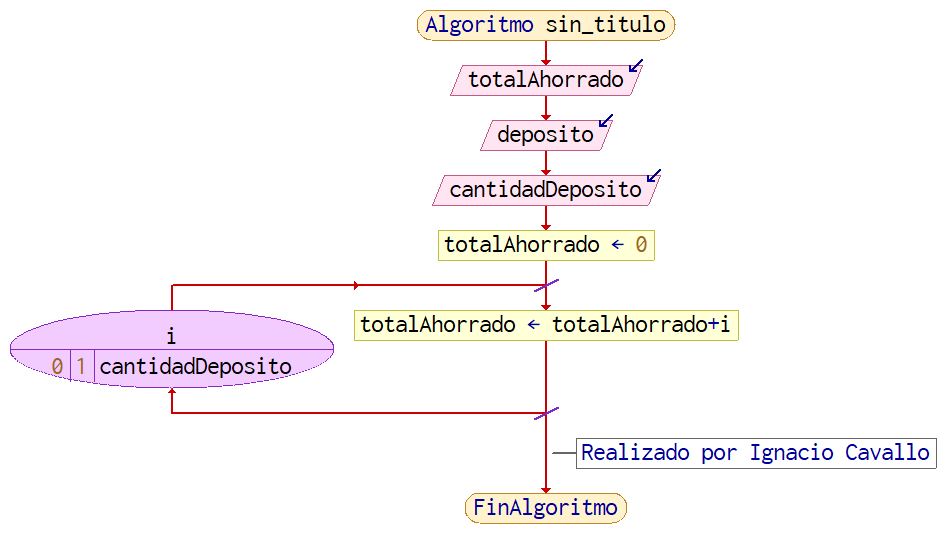 Algoritmo sin_titulo
totalAhorrado
deposito
cantidadDeposito
totalAhorrado ← 0
totalAhorrado ← totalAhorrado+i
i
0 1 cantidadDeposito
Realizado por Ignacio Cavallo
FinAlgoritmo